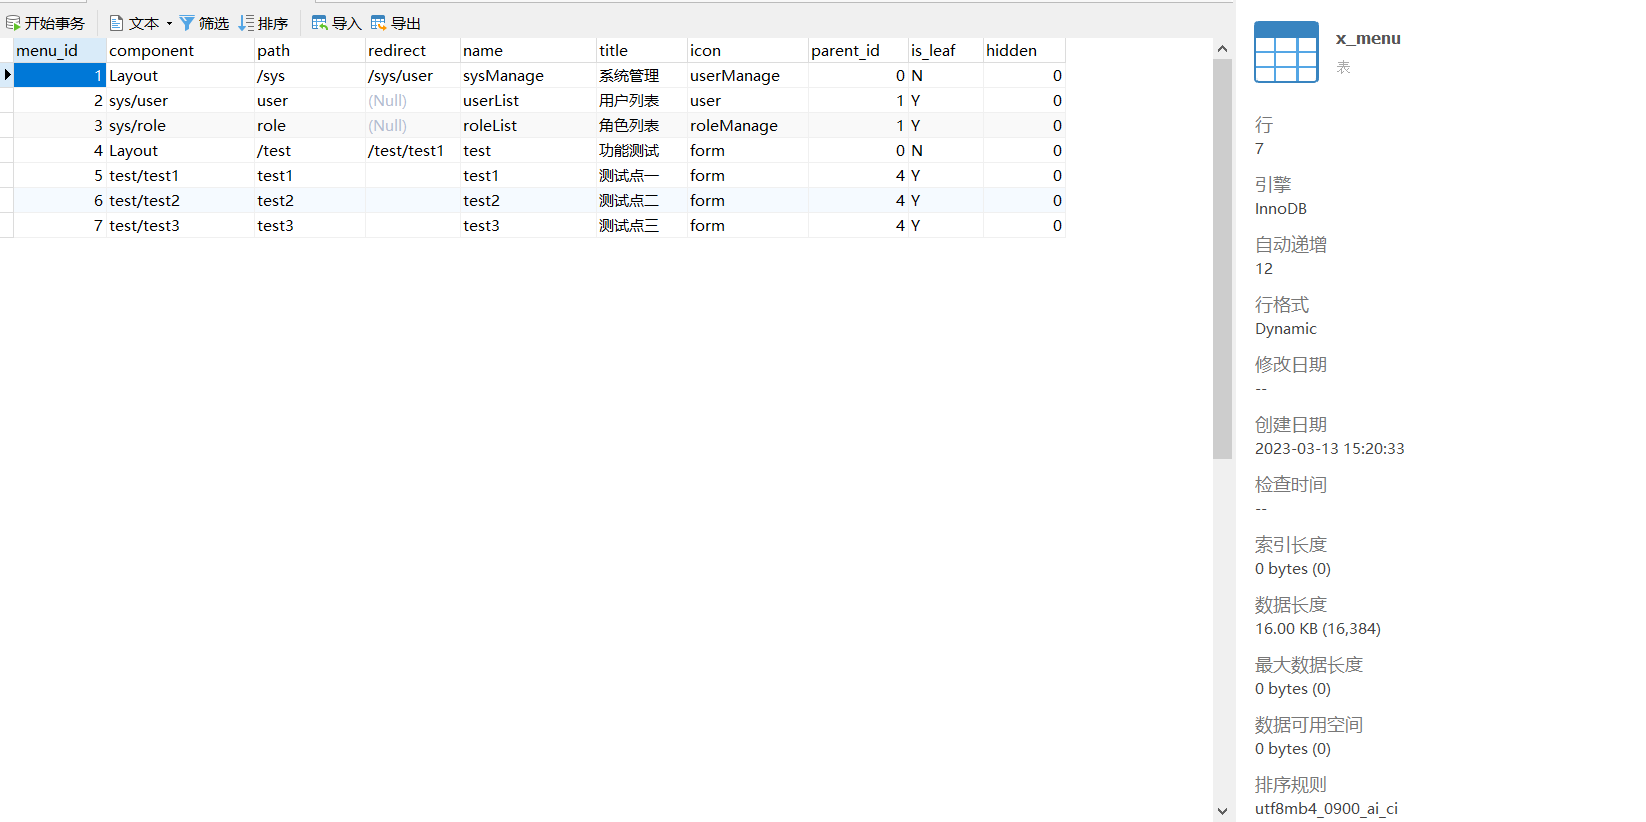 开始事务 文本 筛选 排序 导入 导出
menu_id component path redirect name title icon parent_id is_leaf hidden
1 Layout /sys /sys/user sysManage 系统管理 userManage 0 N 0
2 sys/user user (Null) userList 用户列表 user 1 Y 0
3 sys/role role (Null) roleList 角色列表 roleManage 1 Y 0
4 Layout /test /test/test1 test 功能测试 form 0 N 0
5 test/test1 test1 test1 测试点一 form 4 Y 0
6 test/test2 test2 test2 测试点二 form 4 Y 0
7 test/test3 test3 test3 测试点三 form 4 Y 0
x_menu
表
行
7
引擎
InnoDB
自动递增
12
行格式
Dynamic
修改日期
--
创建日期
2023-03-13 15:20:33
检查时间
--
索引长度
0 bytes (0)
数据长度
16.00 KB (16,384)
最大数据长度
0 bytes (0)
数据可用空间
0 bytes (0)
排序规则
utf8mb4_0900_ai_ci